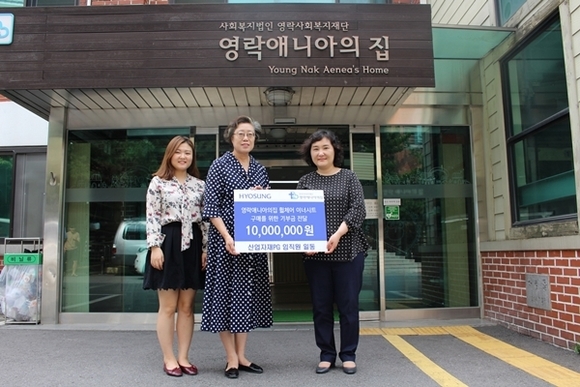 사회복지법인 영락사회복지재단
영락애니아의 집
Young Nak Aenea's Home
HYOSUNG
영락애니아의집 휠체어 이너시트
구매를 위한 기부금 전달
10,000,000원
산업자재PG 임직원 일동